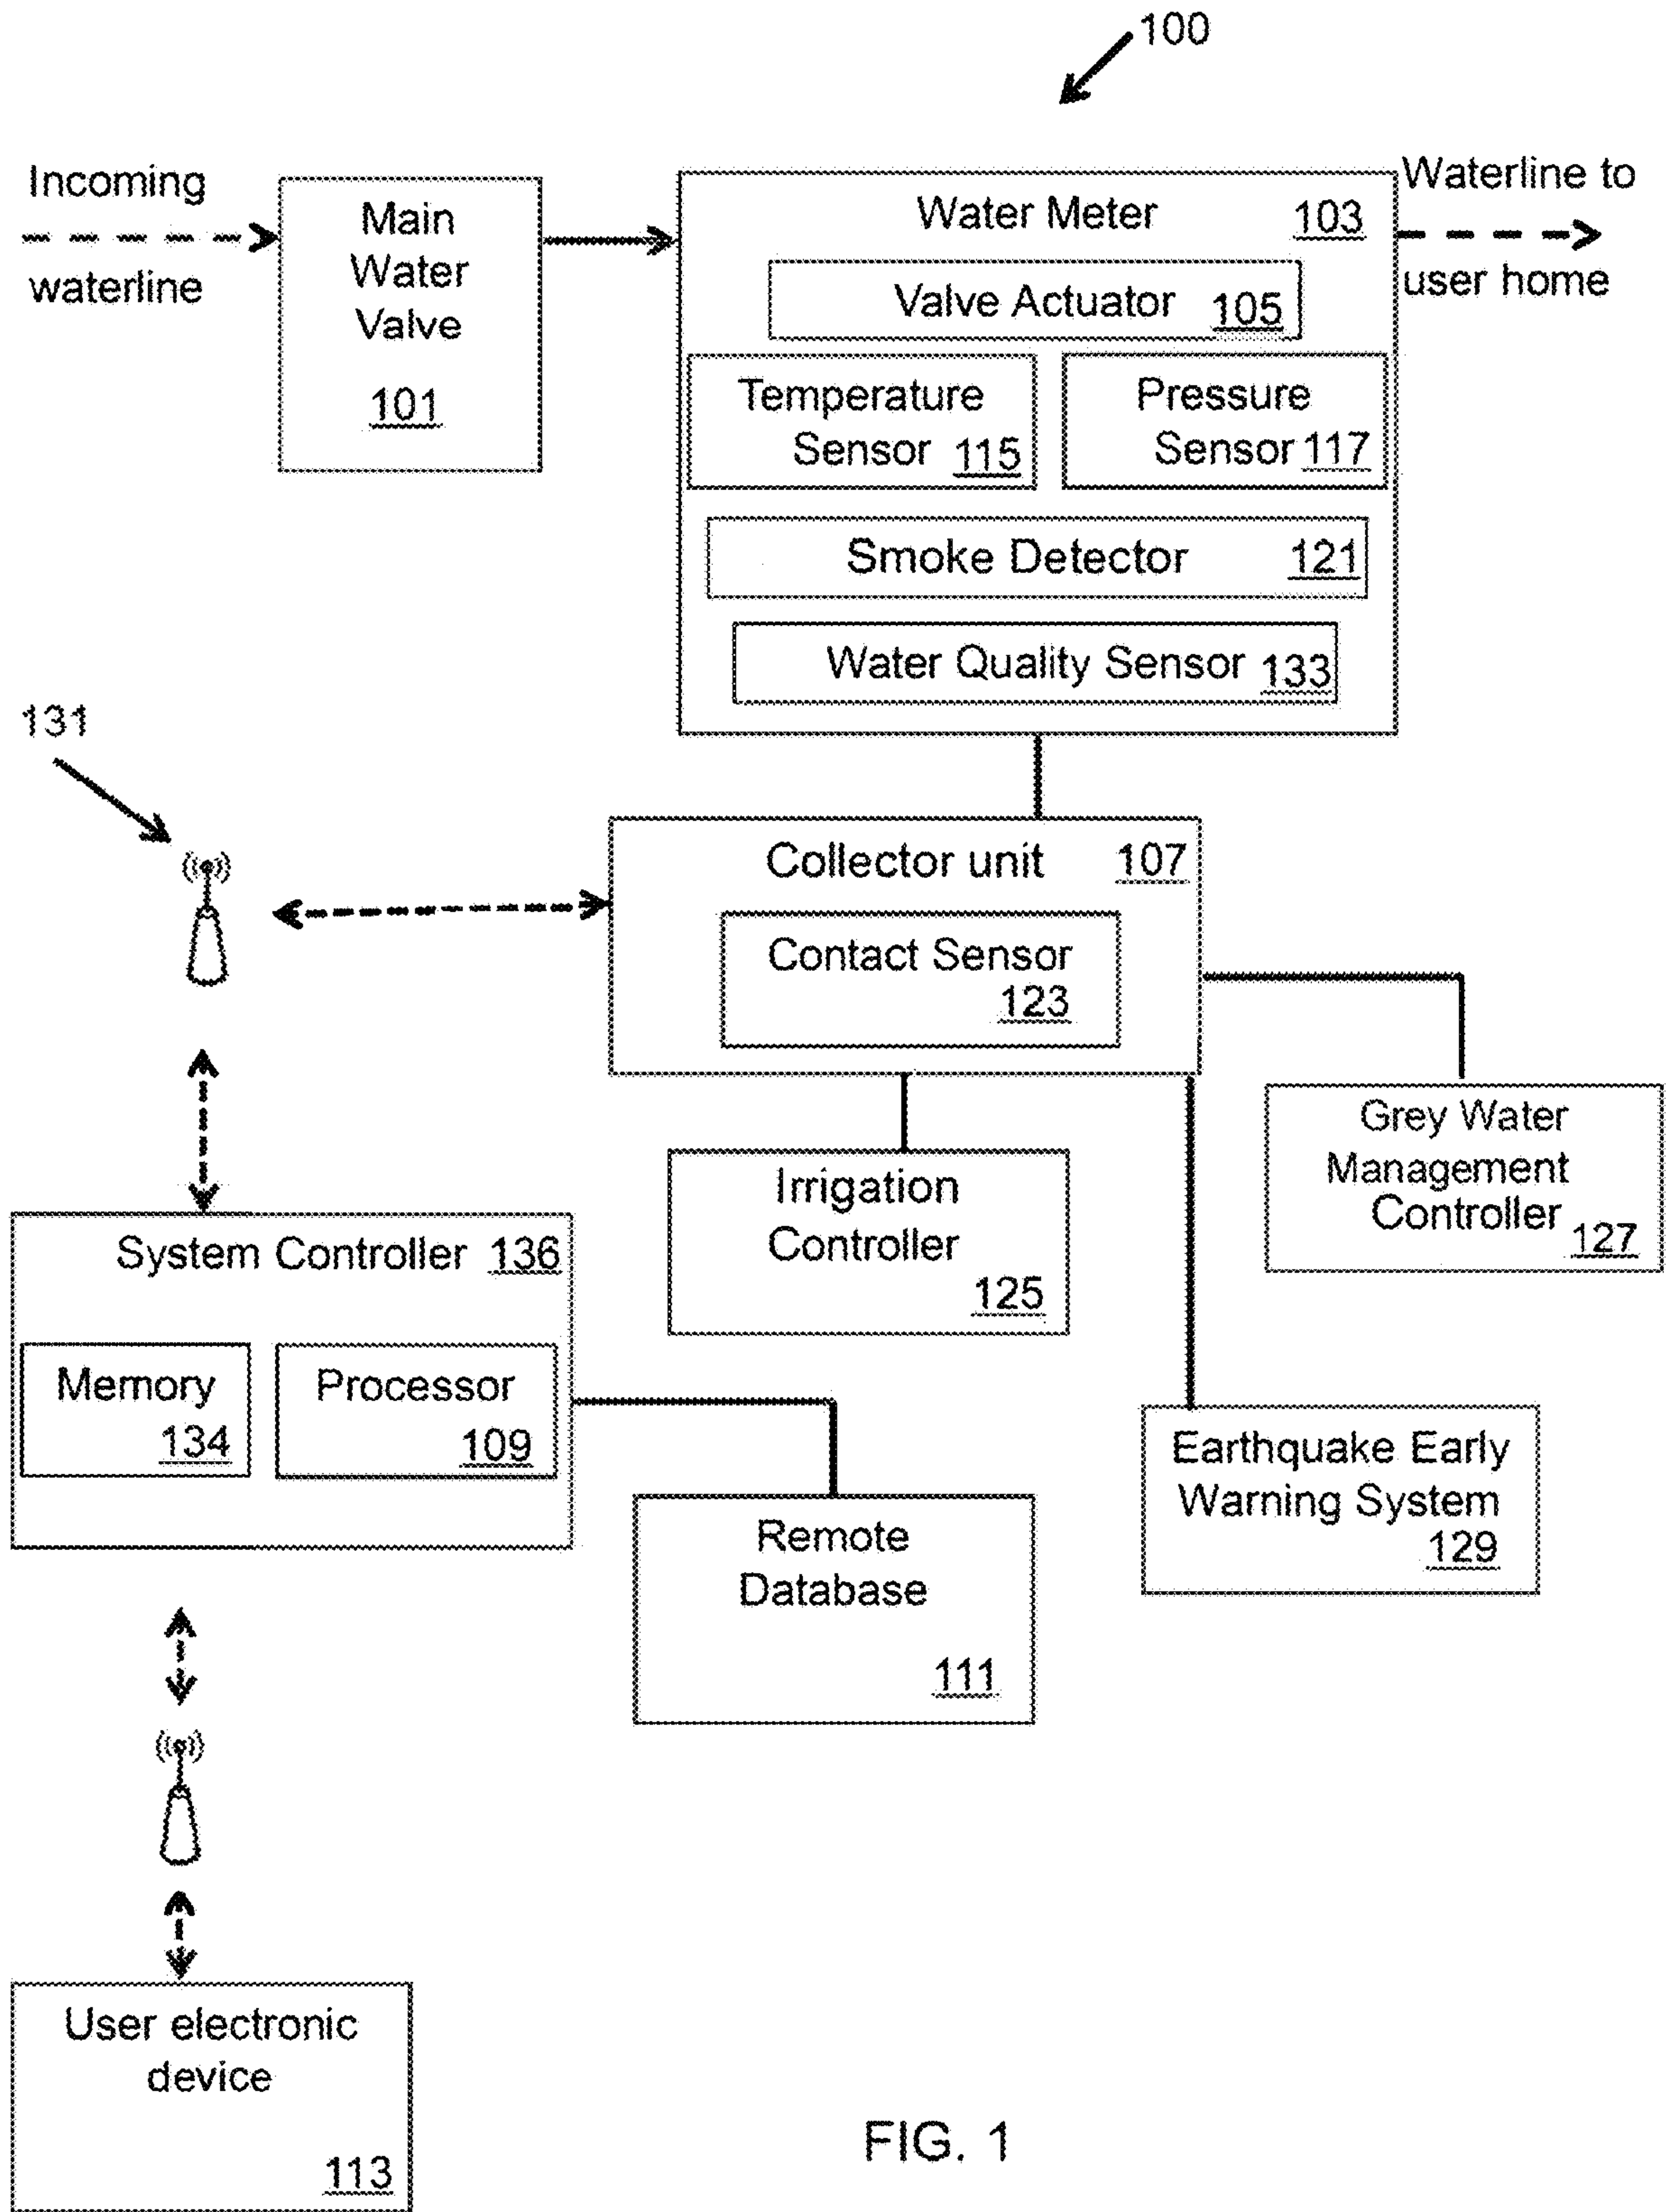 100
Incoming
waterline
Main
Water
Valve
101
Water Meter 103
Valve Actuator 105
Temperature
Sensor 115
Pressure
Sensor 117
Smoke Detector 121
Water Quality Sensor 133
Waterline to
user home
131
Collector unit 107
Contact Sensor
123
Grey Water
Management
Controller 127
Irrigation
Controller
125
System Controller 136
Memory
134
Processor
109
Earthquake Early
Warning System
129
Remote
Database
111
User electronic
device
113
FIG. 1